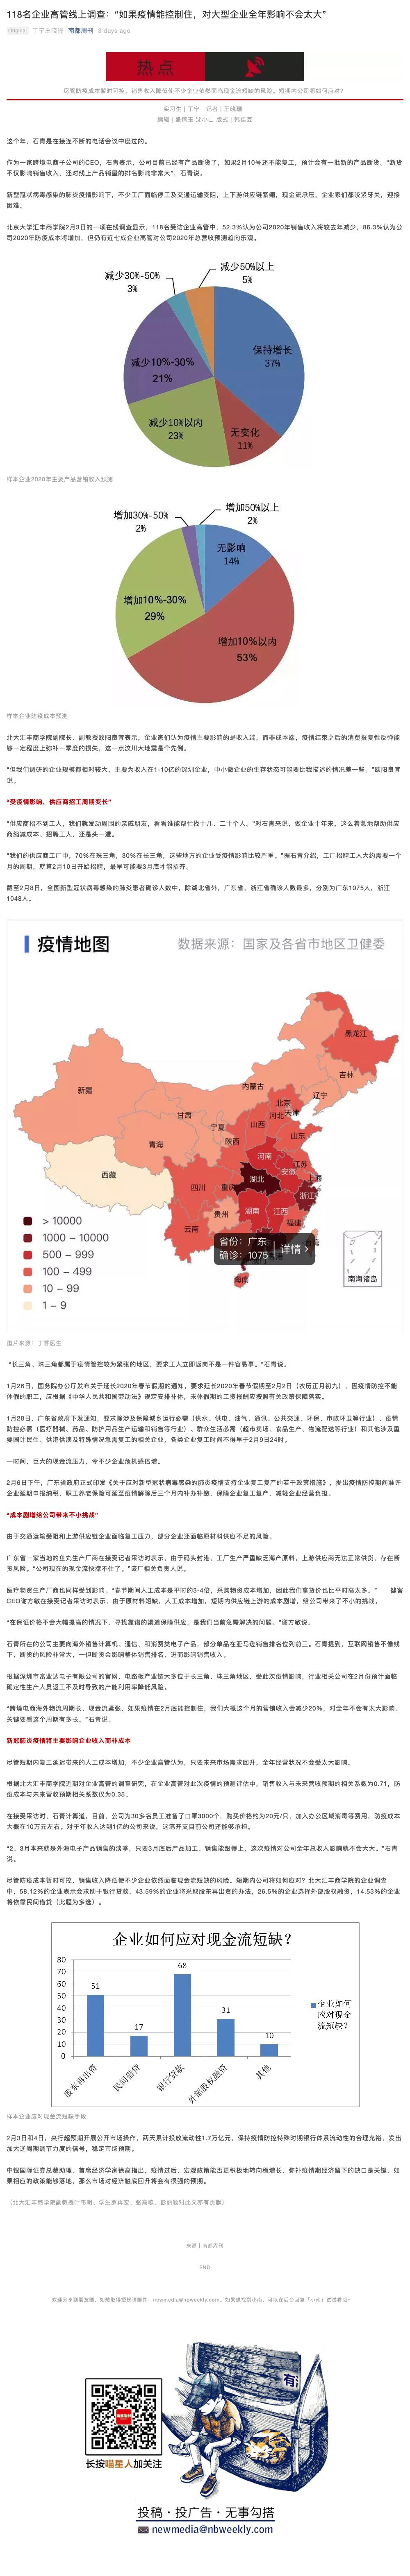 118名企业高管线上调查：“如果疫情能控制住，对大型企业全年影响不会太大”
Original 丁宁王晓珊 南都周刊 3 days ago
热点
尽管防疫成本暂时可控，销售收入降低使不少企业依然面临现金流短缺的风险。短期内公司将如何应对？
实习生 | 丁宁　记者 | 王晓珊
编辑 | 盛倩玉 沈小山 版式 | 韩佳芸
这个年，石青是在接连不断的电话会议中度过的。
作为一家跨境电商子公司的CEO，石青表示，公司目前已经有产品断货了，如果2月10号还不能复工，预计会有一批新的产品断货。“断货
不仅影响销售收入，还对线上产品销量的排名影响非常大”，石青说。
新型冠状病毒感染的肺炎疫情影响下，不少工厂面临停工及交通运输受阻，上下游供应链紧绷，现金流承压，企业家们都咬紧牙关，迎接
困难。
北京大学汇丰商学院2月3日的一项在线调查显示，118名受访企业高管中，52.3%认为公司2020年销售收入将较去年减少，86.3%认为公
司2020年防疫成本将增加，但仍有近七成企业高管对公司2020年总营收预测趋向乐观。
减少50%以上
5%
减少30%-50%
3%
保持增长
37%
减少10%-30%
21%
减少10%以内
23%
无变化
11%
样本企业2020年主要产品营销收入预测
增加50%以上
2%
增加30%-50%
2%
无影响
14%
增加10%-30%
29%
增加10%以内
53%
样本企业防疫成本预测
北大汇丰商学院副院长、副教授欧阳良宜表示，企业家们认为疫情主要影响的是收入端，而非成本端，疫情结束之后的消费报复性反弹能
够一定程度上弥补一季度的损失，这一点汶川大地震是个先例。
“但我们调研的企业规模都相对较大，主要为收入在1-10亿的深圳企业，中小微企业的生存状态可能要比我描述的情况差一些。”欧阳良宜
说。
“受疫情影响，供应商招工周期变长”
“供应商招不到工人，我们就发动周围的亲戚朋友，看看谁能帮忙找十几、二十个人。”对石青来说，做企业十年来，这么着急地帮助供应
商缩减成本、招聘工人，还是头一遭。
“我们的供应商工厂中，70%在珠三角，30%在长三角，这些地方的企业受疫情影响比较严重。”据石青介绍，工厂招聘工人大约需要一个
月的周期，就算2月10日开始招聘，最早可能要3月底才能招齐。
截至2月8日，全国新型冠状病毒感染的肺炎患者确诊人数中，除湖北省外，广东省、浙江省确诊人数最多，分别为广东1075人，浙江
1048人。
疫情地图
数据来源：国家及各省市地区卫健委
黑龙江
吉林
辽宁
内蒙古
新疆
北京
天津
河北
山西
山东
甘肃
宁夏
青海
陕西
河南
江苏
安徽
上海
西藏
四川
重庆
湖北
浙江
湖南
江西
贵州
福建
云南
台湾
海南
南海诸岛
省份：广东
确诊：1075
详情 ›
> 10000
1000 - 10000
500 - 999
100 - 499
10 - 99
1 - 9
图片来源：丁香医生
“长三角、珠三角都属于疫情管控较为紧张的地区，要求工人立即返岗不是一件容易事。”石青说。
1月26日，国务院办公厅发布关于延长2020年春节假期的通知，要求延长2020年春节假期至2月2日（农历正月初九），因疫情防控不能
休假的职工，应根据《中华人民共和国劳动法》规定安排补休，未休假期的工资报酬应按照有关政策保障落实。
1月28日，广东省政府下发通知，要求除涉及保障城乡运行必需（供水、供电、油气、通讯、公共交通、环保、市政环卫等行业）、疫情
防控必需（医疗器械、药品、防护用品生产运输和销售等行业）、群众生活必需（超市卖场、食品生产、物流配送等行业）和其他涉及重
要国计民生、供港供澳及特殊情况急需复工的相关企业，各类企业复工时间不得早于2月9日24时。
一时间，巨大的现金流压力，令不少企业危机感倍增。
2月6日下午，广东省政府正式印发《关于应对新型冠状病毒感染的肺炎疫情支持企业复工复产的若干政策措施》，提出疫情防控期间准许
企业延期申报纳税，职工养老保险可延至疫情解除后三个月内补办补缴，保障企业复工复产，减轻企业经营负担。
“成本剧增给公司带来不小挑战”
由于交通运输受阻和上游供应链企业面临复工压力，部分企业还面临原材料供应不足的风险。
广东省一家当地的鱼丸生产厂商在接受记者采访时表示，由于码头封港，工厂生产严重缺乏海产原料，上游供应商无法正常供货，存在断
货风险。“公司现在的现金流快撑不住了。”该厂相关负责人说。
医疗物资生产厂商也同样受到影响。“春节期间人工成本是平时的3-4倍，采购物资成本增加，因此我们拿货价也比平时高太多。”　　健客
CEO谢方敏在接受记者采访时表示，由于原材料短缺，人工成本增加，短期内供应链上游的成本剧增，给公司带来了不小的挑战。
“在保证价格不会大幅提高的情况下，寻找靠谱的渠道保障供应，是我们当前急需解决的问题。”谢方敏说。
石青所在的公司主要向海外销售计算机、通信、和消费类电子产品，部分单品在亚马逊销售排名位列前三。石青提到，互联网销售不像线
下，断货的风险非常大，一但断货会影响整体销售排名，进而影响销售收入。
根据深圳市富业达电子有限公司的官网，电路板产业链大多位于长三角、珠三角地区，受此次疫情影响，行业相关公司在2月份预计面临
确定性生产人员返工不及时导致的产能利用率降低风险。
“跨境电商海外物流周期长、现金流紧张，如果疫情在2月底能控制住，我们大概这个月的营销收入会减少20%，对全年不会有太大影响。
关键要看这个周期有多长。”石青说。
新冠肺炎疫情将主要影响企业收入而非成本
尽管短期内复工延迟带来的人工成本增加，不少企业高管认为，只要未来市场需求回升，全年经营状况不会受太大影响。
根据北大汇丰商学院近期对企业高管的调查研究，在企业高管对此次疫情的预测评估中，销售收入与未来营收预期的相关系数为0.71，防
疫成本与未来营收预期相关系数仅为0.35。
在接受采访时，石青计算道，目前，公司为30多名员工准备了口罩3000个，购买价格约为20元/只，加入办公区域消毒等费用，防疫成本
大概在10万元左右。对于年收入达到1亿的公司来说，这笔开支目前公司还能够承担。
“2、3月本来就是外海电子产品销售的淡季，只要3月底后产品加工、销售能跟得上，这次疫情对公司全年总收入影响就不会大大。”石青
说。
尽管防疫成本暂时可控，销售收入降低使不少企业依然面临现金流短缺的风险。短期内公司将如何应对？北大汇丰商学院的企业调查
中，58.12%的企业表示会求助于银行贷款，43.59%的企业将采取股东再出资的办法，26.5%的企业选择外部股权融资，14.53%的企业
将依靠民间借贷（此题为多选）。
企业如何应对现金流短缺？
80
70
60
50
40
30
20
10
0
51
17
68
31
10
股东再出资
民间借贷
银行贷款
外部股权融资
其他
企业如何
应对现金
流短缺？
样本企业应对现金流短缺手段
2月3日和4日，央行超预期开展公开市场操作，两天累计投放流动性1.7万亿元，保持疫情防控特殊时期银行体系流动性的合理充裕，发出
加大逆周期调节力度的信号，稳定市场预期。
中银国际证券总裁助理、首席经济学家徐高指出，疫情过后，宏观政策能否更积极地转向稳增长，弥补疫情期经济留下的缺口是关键，如
果相应的政策能够落地，那么市场对经济触底回升将会有很强的预期。
来源 | 南都周刊
END
欢迎分享到朋友圈，如想取得授权请邮件：newmedia@nbweekly.com。如果想找到小南，可以在后台回复「小南」试试看哦~
有
长按喵星人加关注
投稿·投广告·无事勾搭
newmedia@nbweekly.com